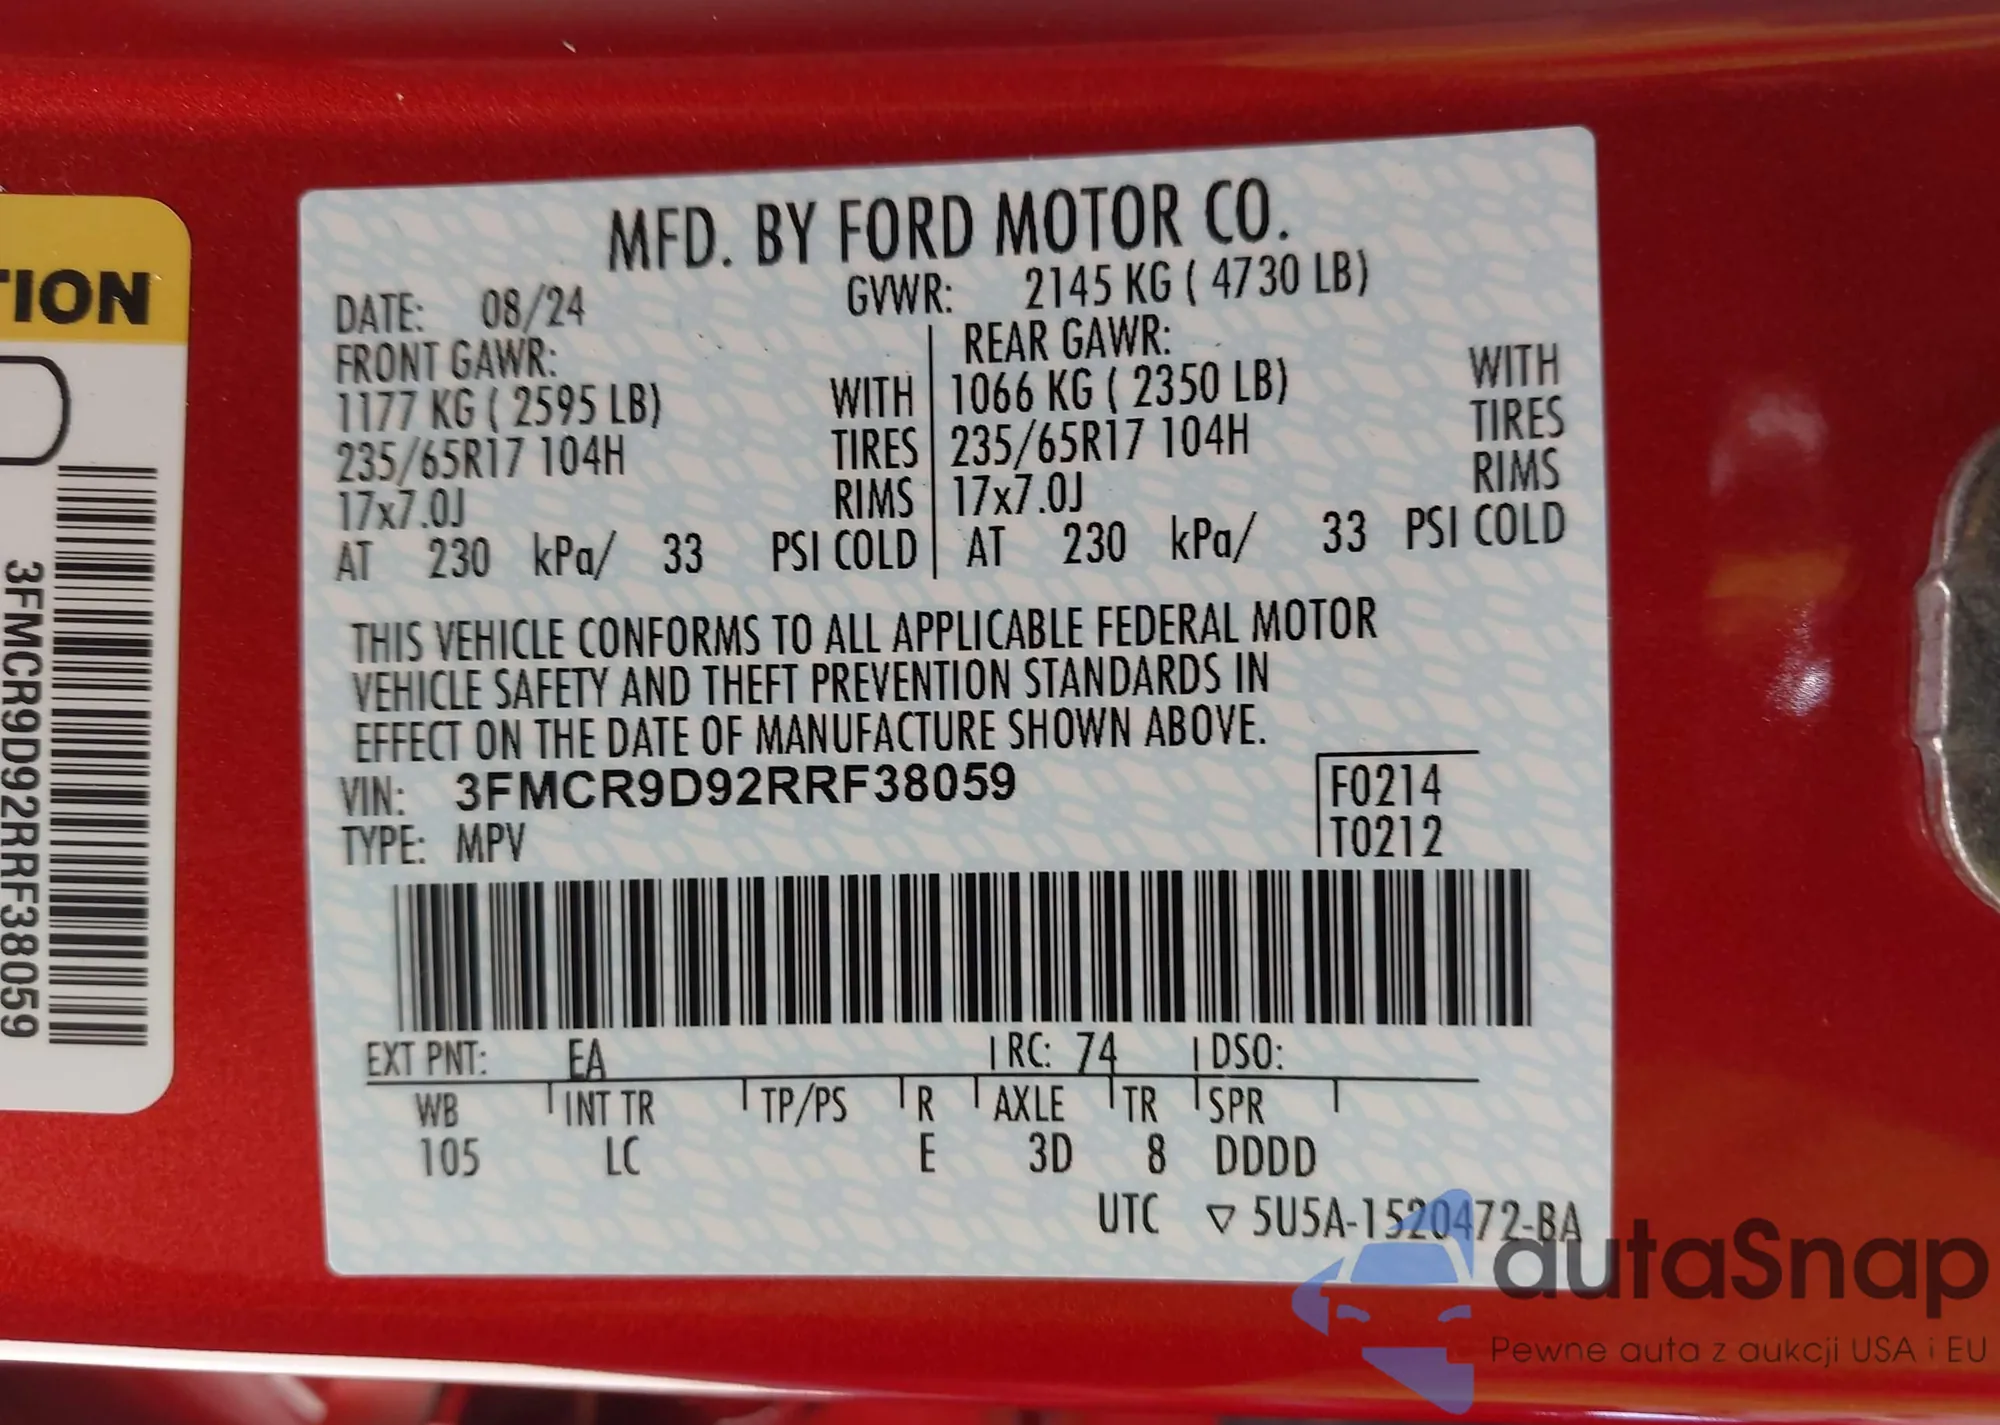 MFD. BY FORD MOTOR CO.
DATE: 08/24 GVWR: 2145 KG ( 4730 LB)
FRONT GAWR: REAR GAWR:
1177 KG ( 2595 LB) WITH 1066 KG ( 2350 LB) WITH
235/65R17 104H TIRES 235/65R17 104H TIRES
17x7.0J RIMS 17x7.0J RIMS
AT 230 kPa/ 33 PSI COLD AT 230 kPa/ 33 PSI COLD
THIS VEHICLE CONFORMS TO ALL APPLICABLE FEDERAL MOTOR
VEHICLE SAFETY AND THEFT PREVENTION STANDARDS IN
EFFECT ON THE DATE OF MANUFACTURE SHOWN ABOVE.
VIN: 3FMCR9D92RRF38059 F0214
TYPE: MPV T0212
EXT PNT: EA RC: 74 DSO:
WB INT TR TP/PS R AXLE TR SPR
105 LC E 3D 8 DDDD
UTC ▽ 5U5A-1520472-BA
TION
3FMCR9D92RRF38059
autaSnap
Pewne auta z aukcji USA i EU